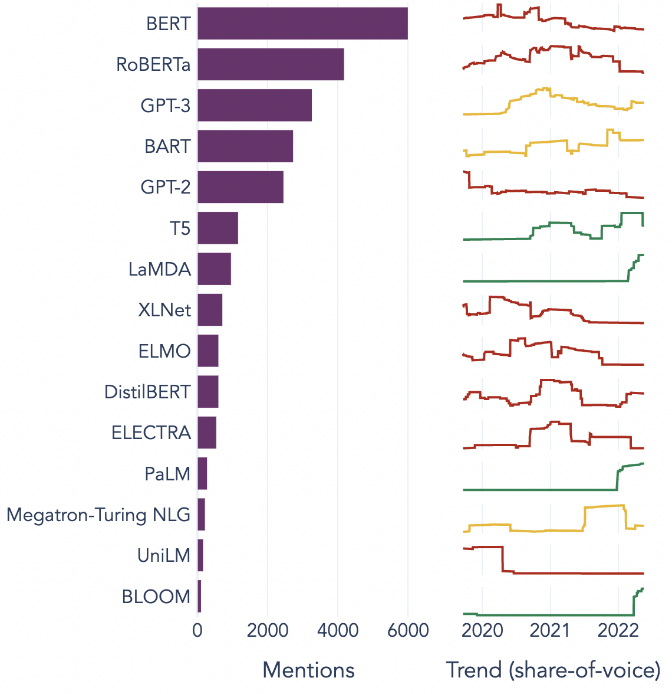 BERT
RoBERTa
GPT-3
BART
GPT-2
T5
LaMDA
XLNet
ELMO
DistilBERT
ELECTRA
PaLM
Megatron-Turing NLG
UniLM
BLOOM
0 2000 4000 6000 2020 2021 2022
Mentions Trend (share-of-voice)